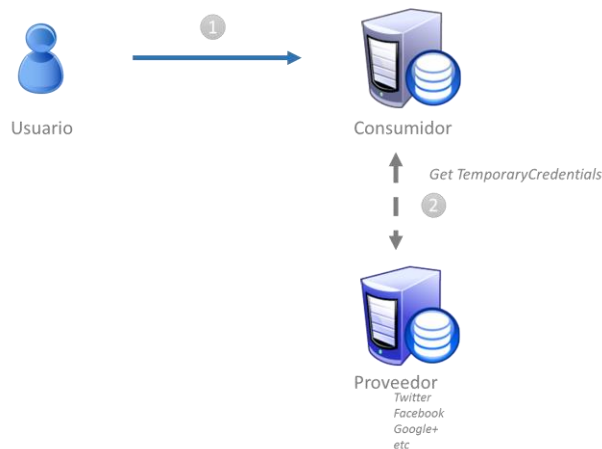 1
Usuario
Consumidor
Get TemporaryCredentials
2
Proveedor
Twitter
Facebook
Google+
etc